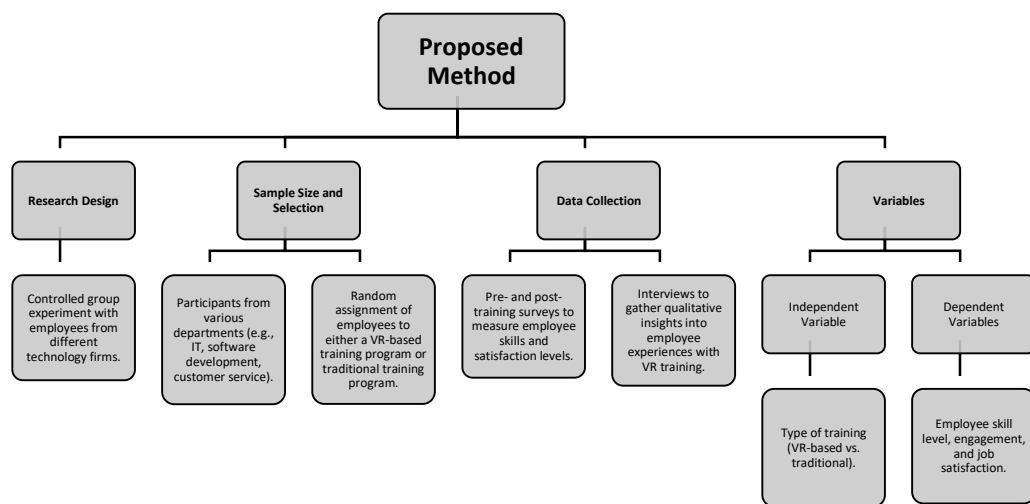 Proposed
Method
Research Design
Sample Size and
Selection
Data Collection
Variables
Controlled group
experiment with
employees from
different
technology firms.
Participants from
various
departments (e.g.,
IT, software
development,
customer service).
Random
assignment of
employees to
either a VR-based
training program or
traditional training
program.
Pre- and post-
training surveys to
measure employee
skills and
satisfaction levels.
Interviews to
gather qualitative
insights into
employee
experiences with
VR training.
Independent
Variable
Dependent
Variables
Type of training
(VR-based vs.
traditional).
Employee skill
level, engagement,
and job
satisfaction.